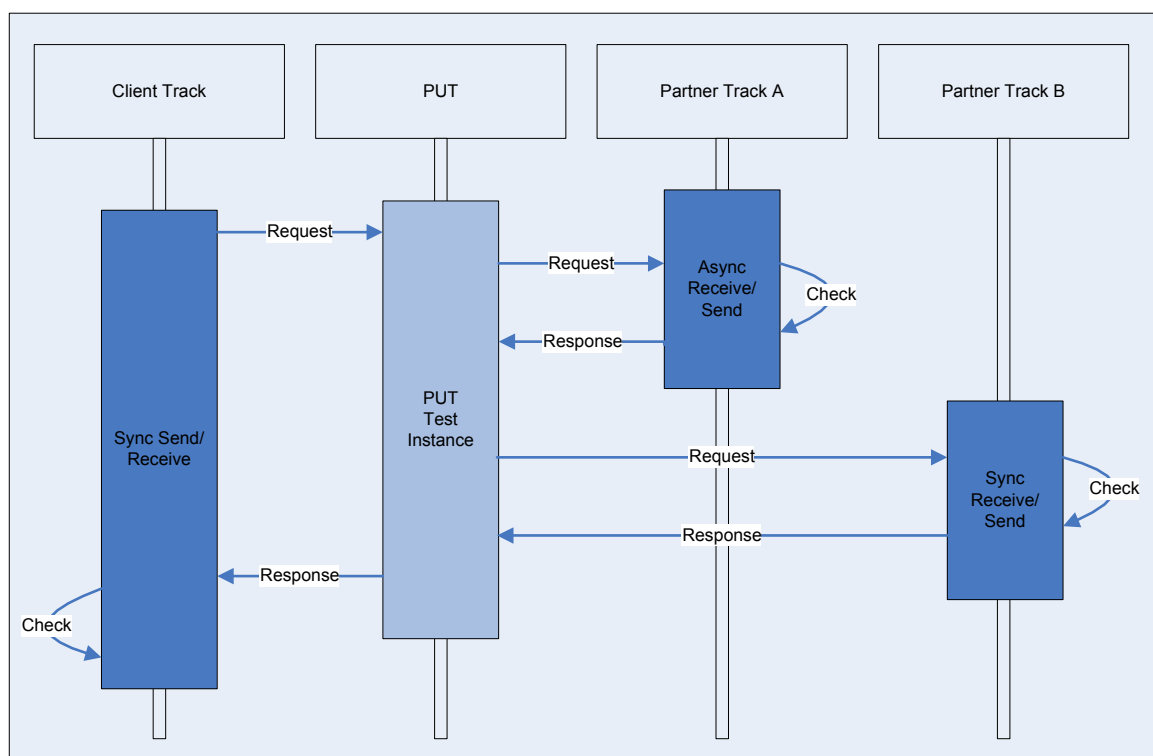 Client Track
PUT
Partner Track A
Partner Track B
Request
Request
Async
Receive/
Send
Check
Response
PUT
Test
Instance
Sync Send/
Receive
Request
Sync
Receive/
Send
Check
Response
Response
Check